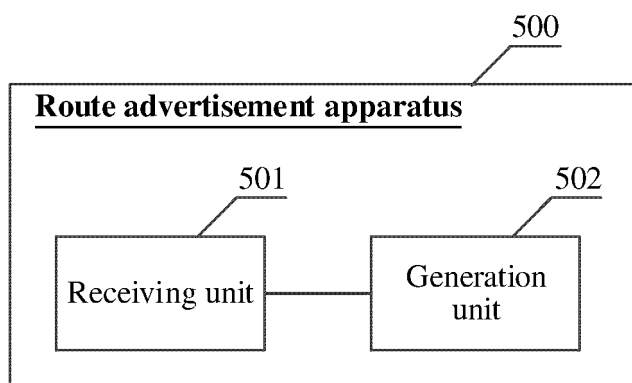 500
Route advertisement apparatus
501
502
Receiving unit
Generation
unit